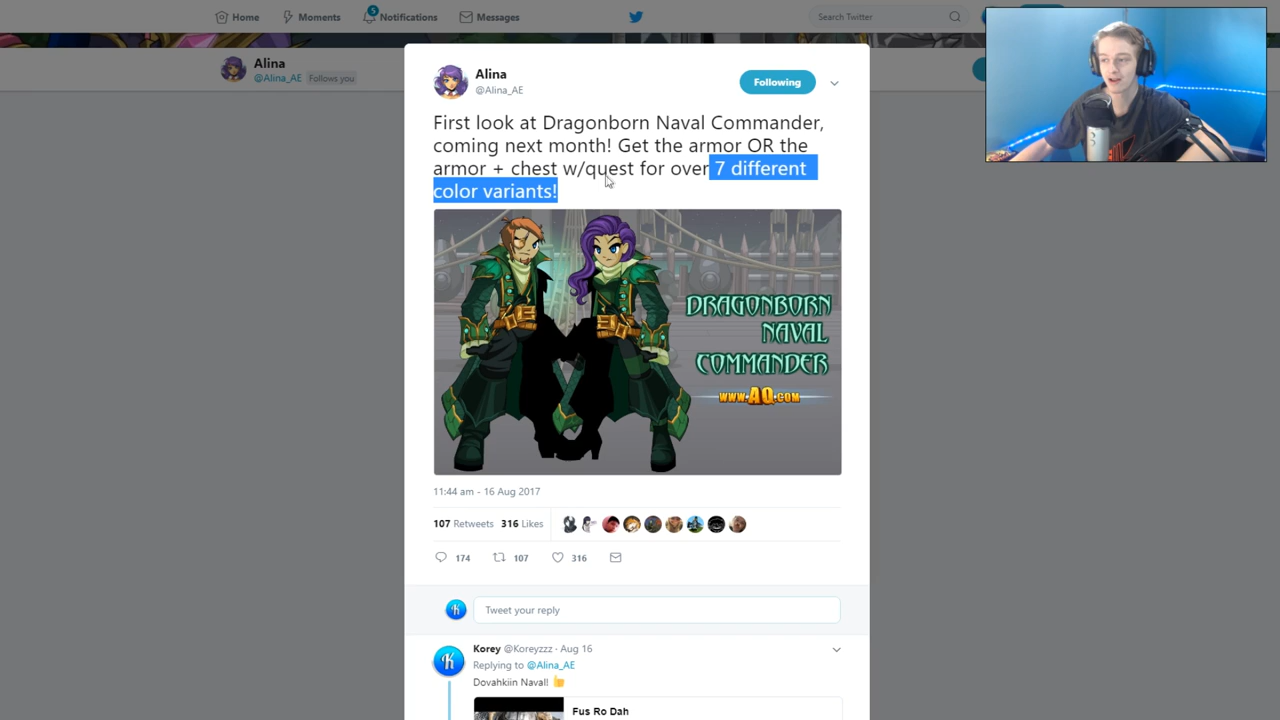 Home
Moments
5
Notifications
Messages
Search Twitter
Alina
@Alina_AE Follows you
Alina
@Alina_AE
Following
First look at Dragonborn Naval Commander,
coming next month! Get the armor OR the
armor + chest w/quest for over 7 different
color variants!
DRAGONBORN
NAVAL
COMMANDER
WWW.AQ.COM
11:44 am - 16 Aug 2017
107 Retweets 316 Likes
174 107 316
K Tweet your reply
Korey @Koreyzzz · Aug 16
K
Replying to @Alina_AE
Dovahkiin Naval! 👍
Fus Ro Dah